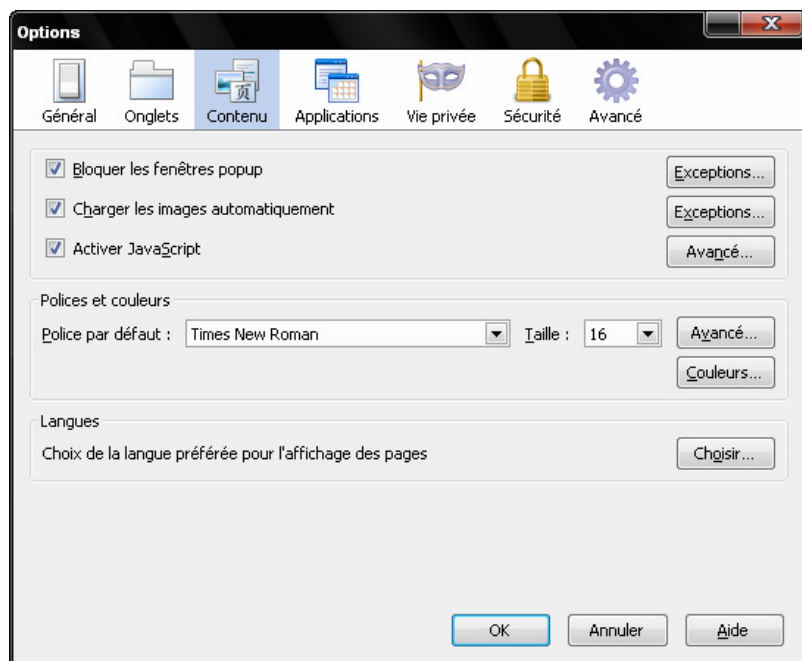 Options
Général Onglets Contenu Applications Vie privée Sécurité Avancé
Bloquer les fenêtres popup Exceptions...
Charger les images automatiquement Exceptions...
Activer JavaScript Avancé...
Polices et couleurs
Police par défaut : Times New Roman Taille : 16 Avancé...
Couleurs...
Langues
Choix de la langue préférée pour l'affichage des pages Choisir...
OK Annuler Aide